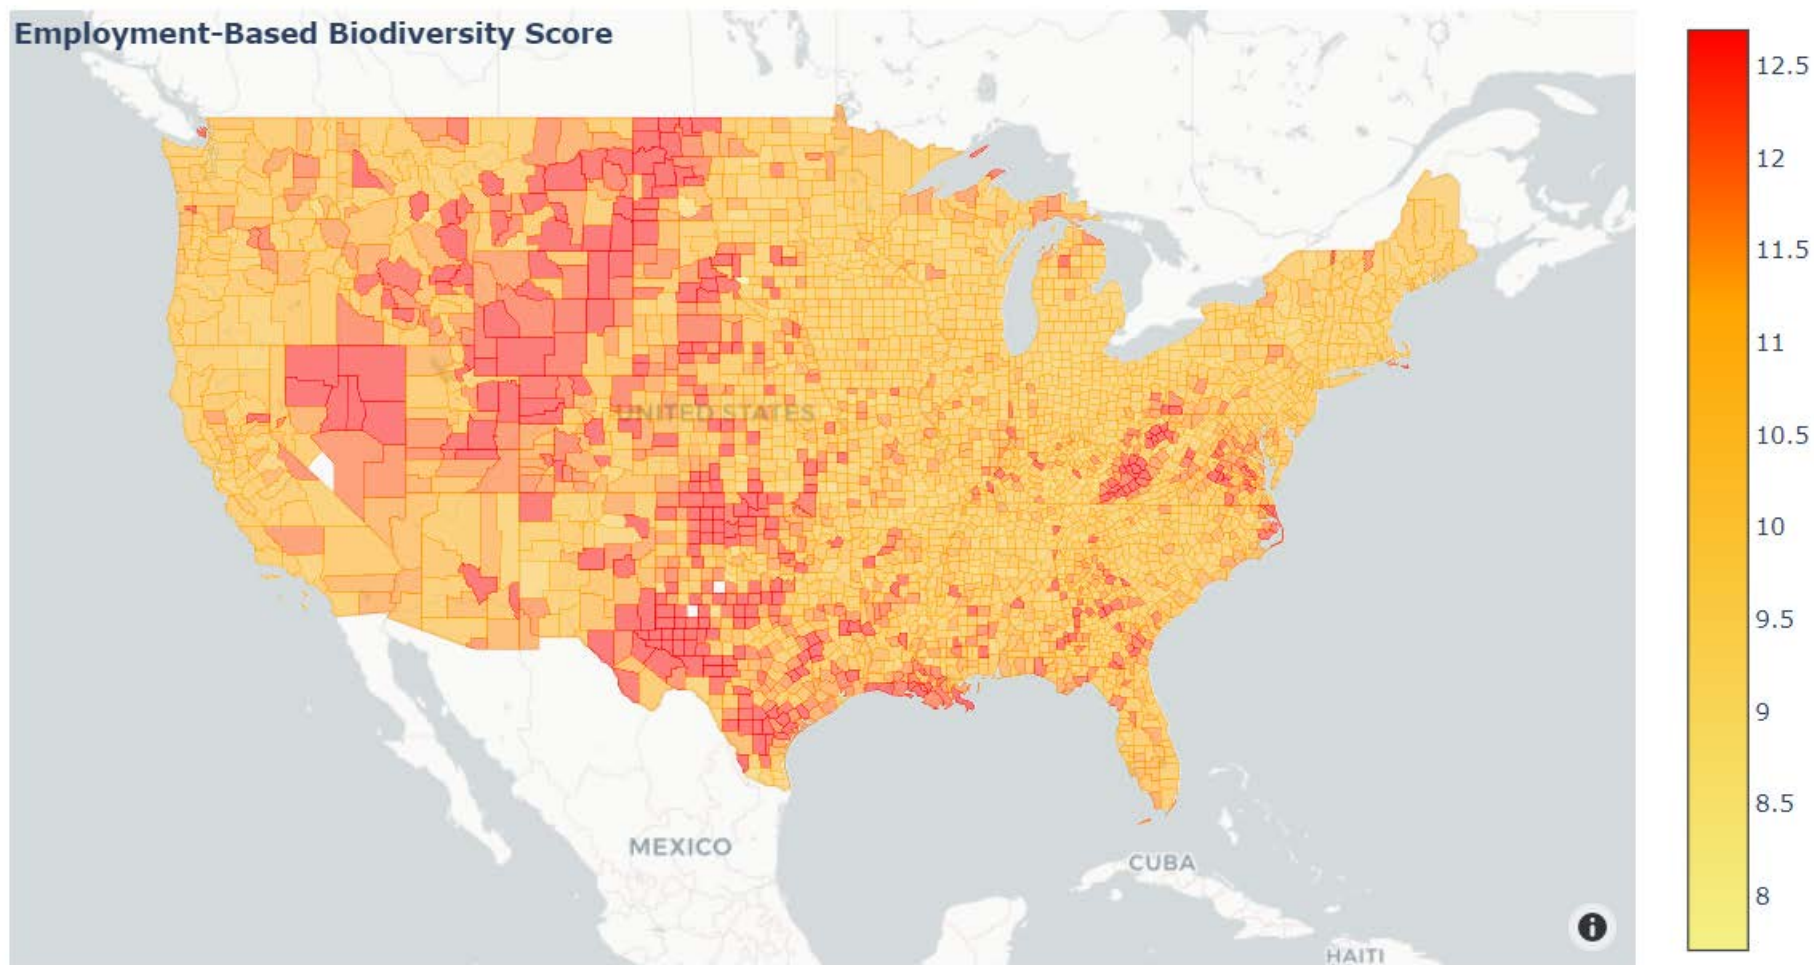 Employment-Based Biodiversity Score
12.5
12
11.5
11
10.5
10
9.5
9
8.5
8
UNITED STATES
MEXICO
CUBA
HAITI